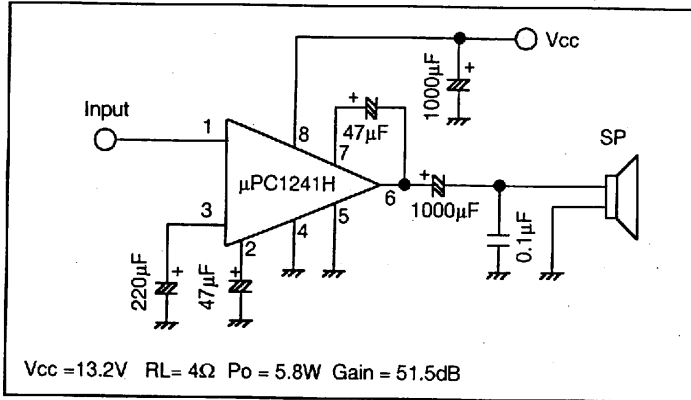 Vcc
1000µF
+
Input
1
8
+
47µF
7
SP
µPC1241H
6
+
1000µF
3
2
4
5
0.1µF
220µF
+
47µF
+
Vcc =13.2V RL= 4Ω Po = 5.8W Gain = 51.5dB